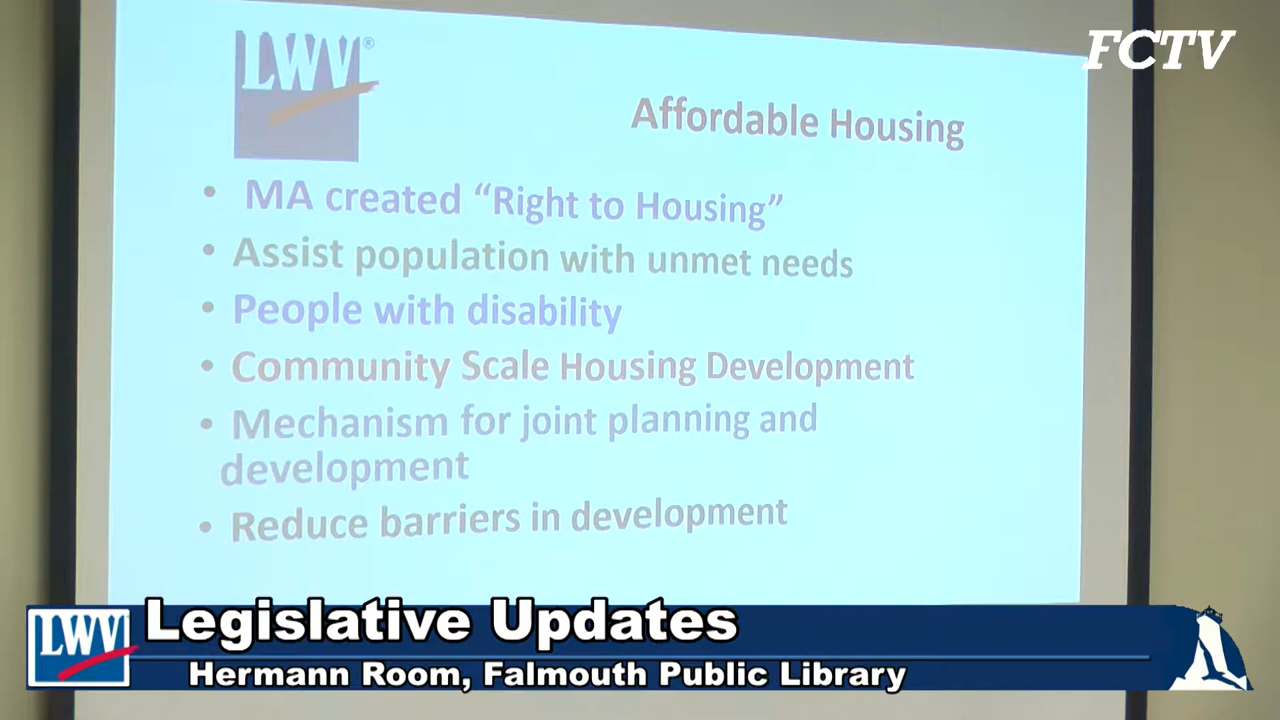 FCTV
LWV®
Affordable Housing
• MA created “Right to Housing”
• Assist population with unmet needs
• People with disability
• Community Scale Housing Development
• Mechanism for joint planning and
development
• Reduce barriers in development
LWV
Legislative Updates
Hermann Room, Falmouth Public Library